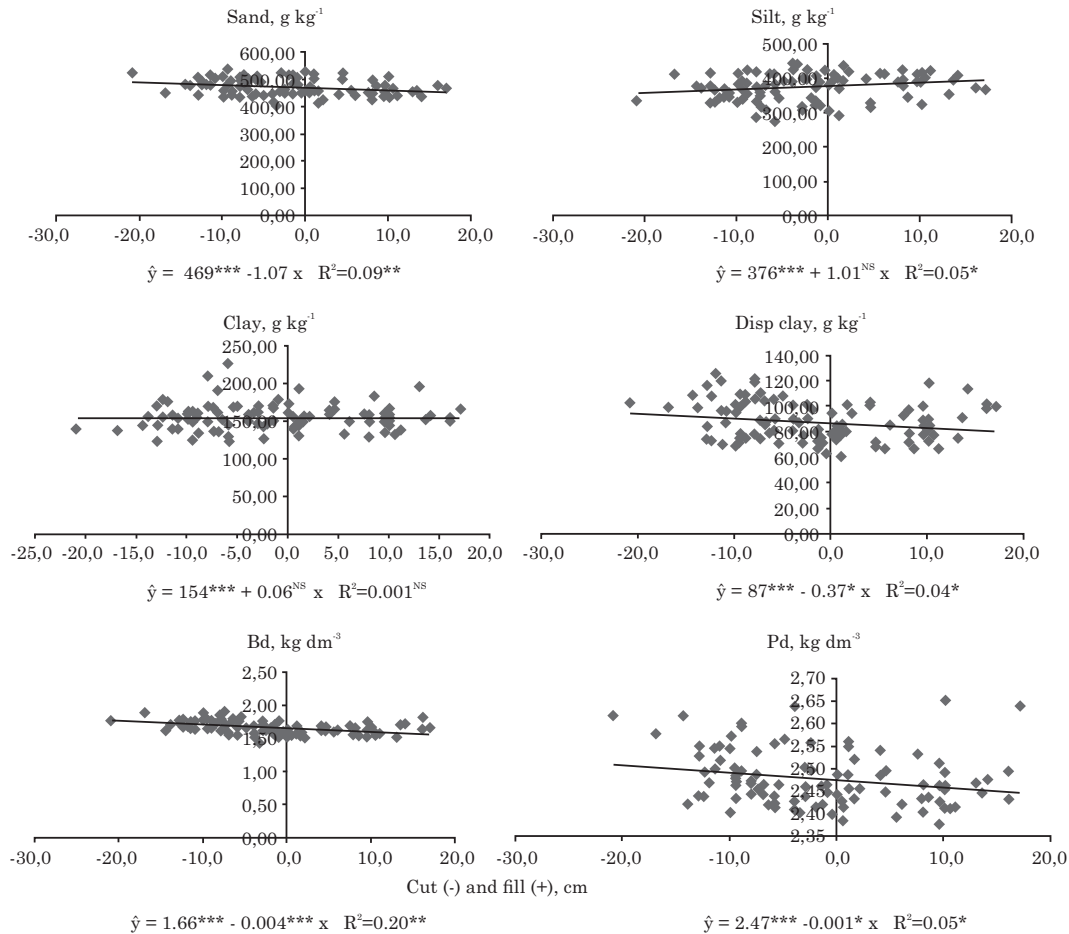 Sand, g kg⁻¹
600,00
500,00
400,00
300,00
200,00
100,00
0,00
-30,0 -20,0 -10,0 0,0 10,0 20,0
ŷ = 469*** -1.07 x R²=0.09**
Silt, g kg⁻¹
500,00
400,00
300,00
200,00
100,00
0,00
-30,0 -20,0 -10,0 0,0 10,0 20,0
ŷ = 376*** + 1.01ᴺˢ x R²=0.05*
Clay, g kg⁻¹
250,00
200,00
150,00
100,00
50,00
0,00
-25,0 -20,0 -15,0 -10,0 -5,0 0,0 5,0 10,0 15,0 20,0
ŷ = 154*** + 0.06ᴺˢ x R²=0.001ᴺˢ
Disp clay, g kg⁻¹
140,00
120,00
100,00
80,00
60,00
40,00
20,00
0,00
-30,0 -20,0 -10,0 0,0 10,0 20,0
ŷ = 87*** - 0.37* x R²=0.04*
Bd, kg dm⁻³
2,50
2,00
1,50
1,00
0,50
0,00
-30,0 -20,0 -10,0 0,0 10,0 20,0
ŷ = 1.66*** - 0.004*** x R²=0.20**
Pd, kg dm⁻³
2,70
2,65
2,60
2,55
2,50
2,45
2,40
2,35
-30,0 -20,0 -10,0 0,0 10,0 20,0
ŷ = 2.47*** -0.001* x R²=0.05*
Cut (-) and fill (+), cm